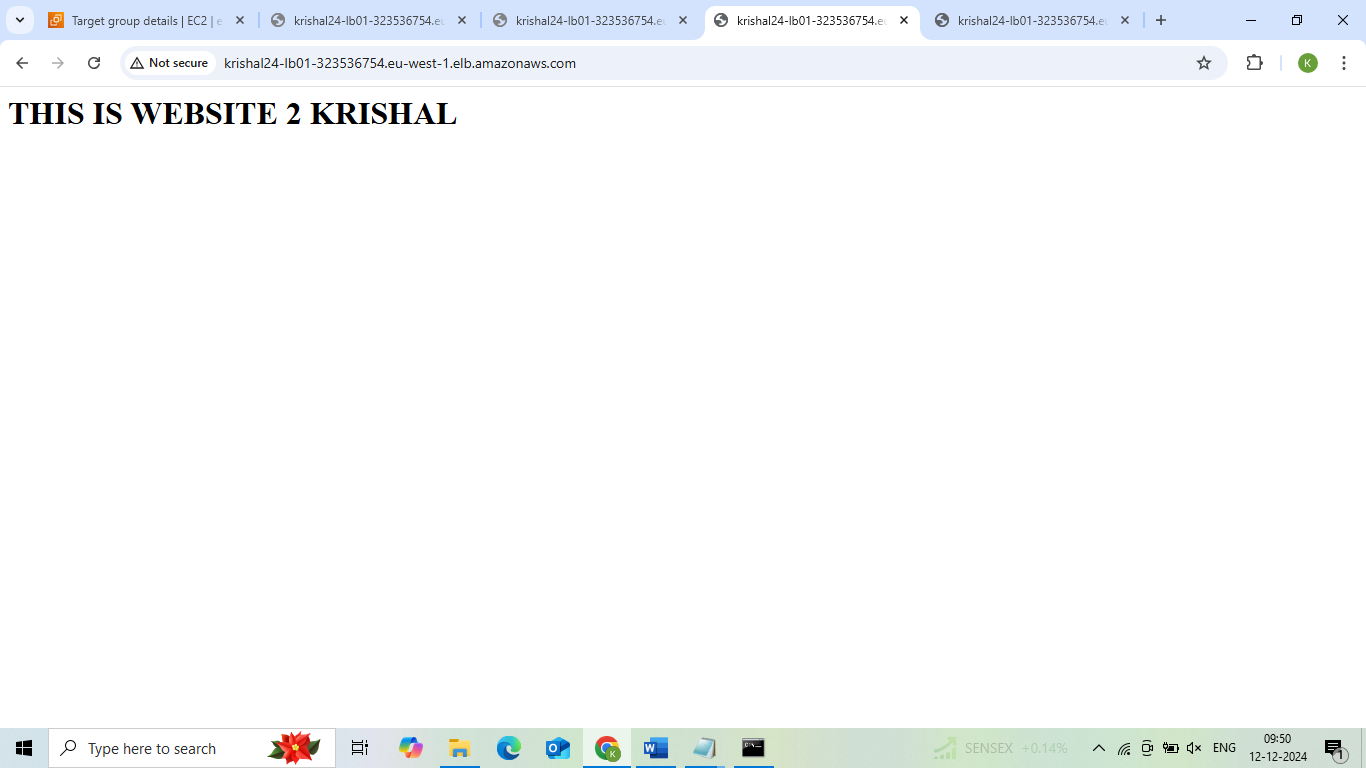 Target group details | EC2 | e
krishal24-lb01-323536754.eu
krishal24-lb01-323536754.eu
krishal24-lb01-323536754.eu
krishal24-lb01-323536754.eu
Not secure
krishal24-lb01-323536754.eu-west-1.elb.amazonaws.com
K
THIS IS WEBSITE 2 KRISHAL
Type here to search
SENSEX +0.14%
ENG
09:50
12-12-2024
1